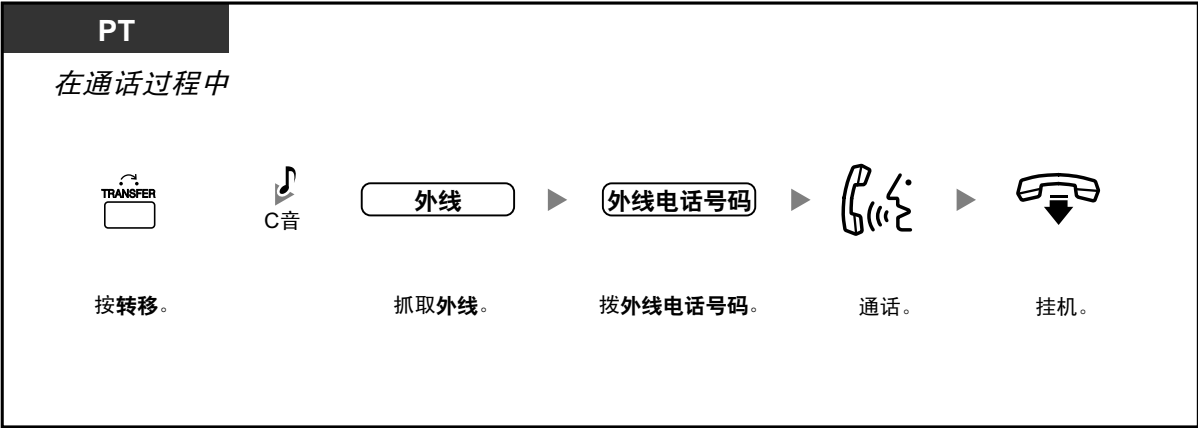 PT
在通话过程中
TRANSFER
C音
外线
外线电话号码
按转移。
抓取外线。
拨外线电话号码。
通话。
挂机。